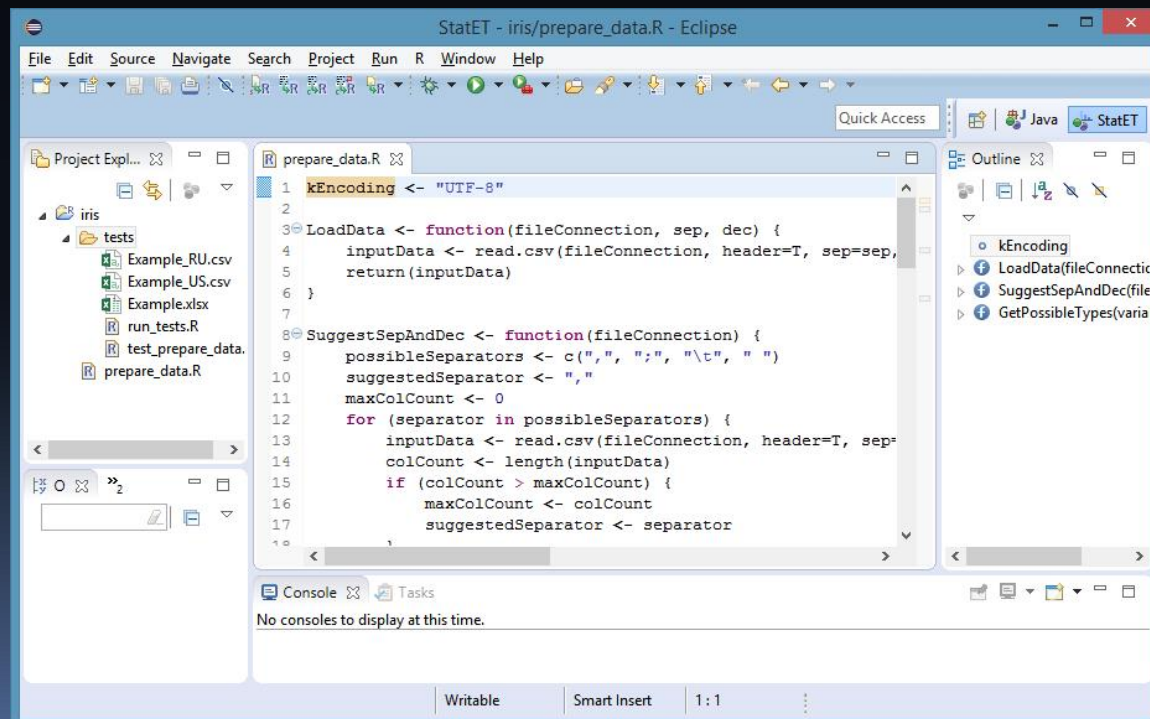 StatET - iris/prepare_data.R - Eclipse
File Edit Source Navigate Search Project Run R Window Help
Quick Access
Java
StatET
Project Expl...
iris
tests
Example_RU.csv
Example_US.csv
Example.xlsx
run_tests.R
test_prepare_data.
prepare_data.R
O
»2
prepare_data.R
1 kEncoding <- "UTF-8"
2
3 LoadData <- function(fileConnection, sep, dec) {
4 inputData <- read.csv(fileConnection, header=T, sep=sep,
5 return(inputData)
6 }
7
8 SuggestSepAndDec <- function(fileConnection) {
9 possibleSeparators <- c(",", ";", "\t", " ")
10 suggestedSeparator <- ","
11 maxColCount <- 0
12 for (separator in possibleSeparators) {
13 inputData <- read.csv(fileConnection, header=T, sep=
14 colCount <- length(inputData)
15 if (colCount > maxColCount) {
16 maxColCount <- colCount
17 suggestedSeparator <- separator
Outline
kEncoding
LoadData(fileConnectic
SuggestSepAndDec(file
GetPossibleTypes(varia
Console Tasks
No consoles to display at this time.
Writable Smart Insert 1 : 1